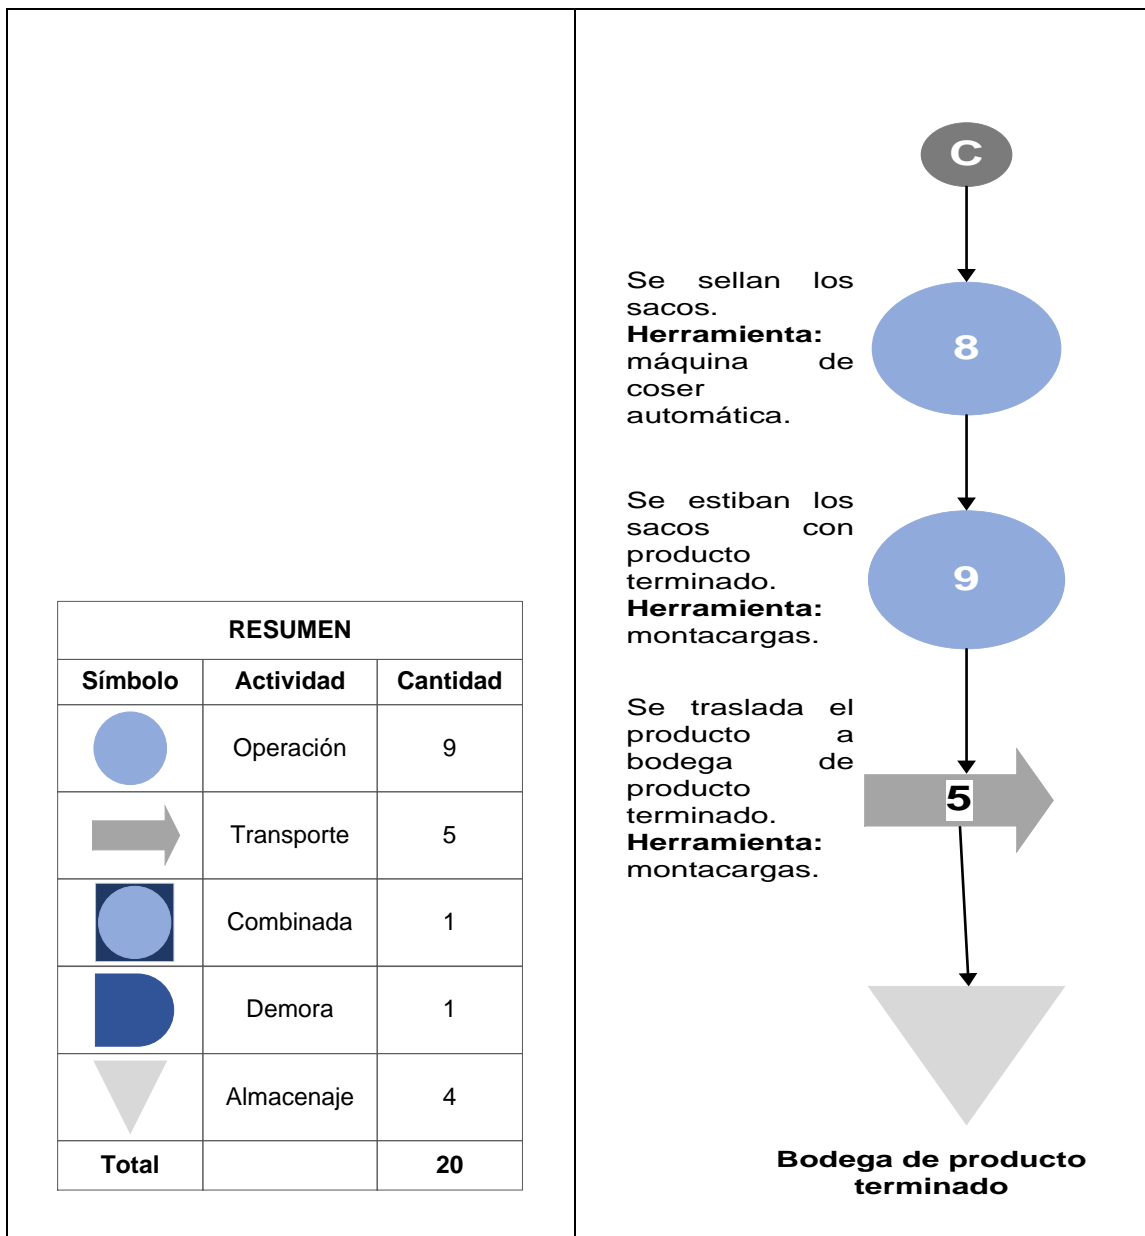 RESUMEN
Símbolo Actividad Cantidad
Operación 9
Transporte 5
Combinada 1
Demora 1
Almacenaje 4
Total 20
C
Se sellan los
sacos.
Herramienta:
máquina de
coser
automática.
8
Se estiban los
sacos con
producto
terminado.
Herramienta:
montacargas.
9
Se traslada el
producto a
bodega de
producto
terminado.
Herramienta:
montacargas.
5
Bodega de producto
terminado